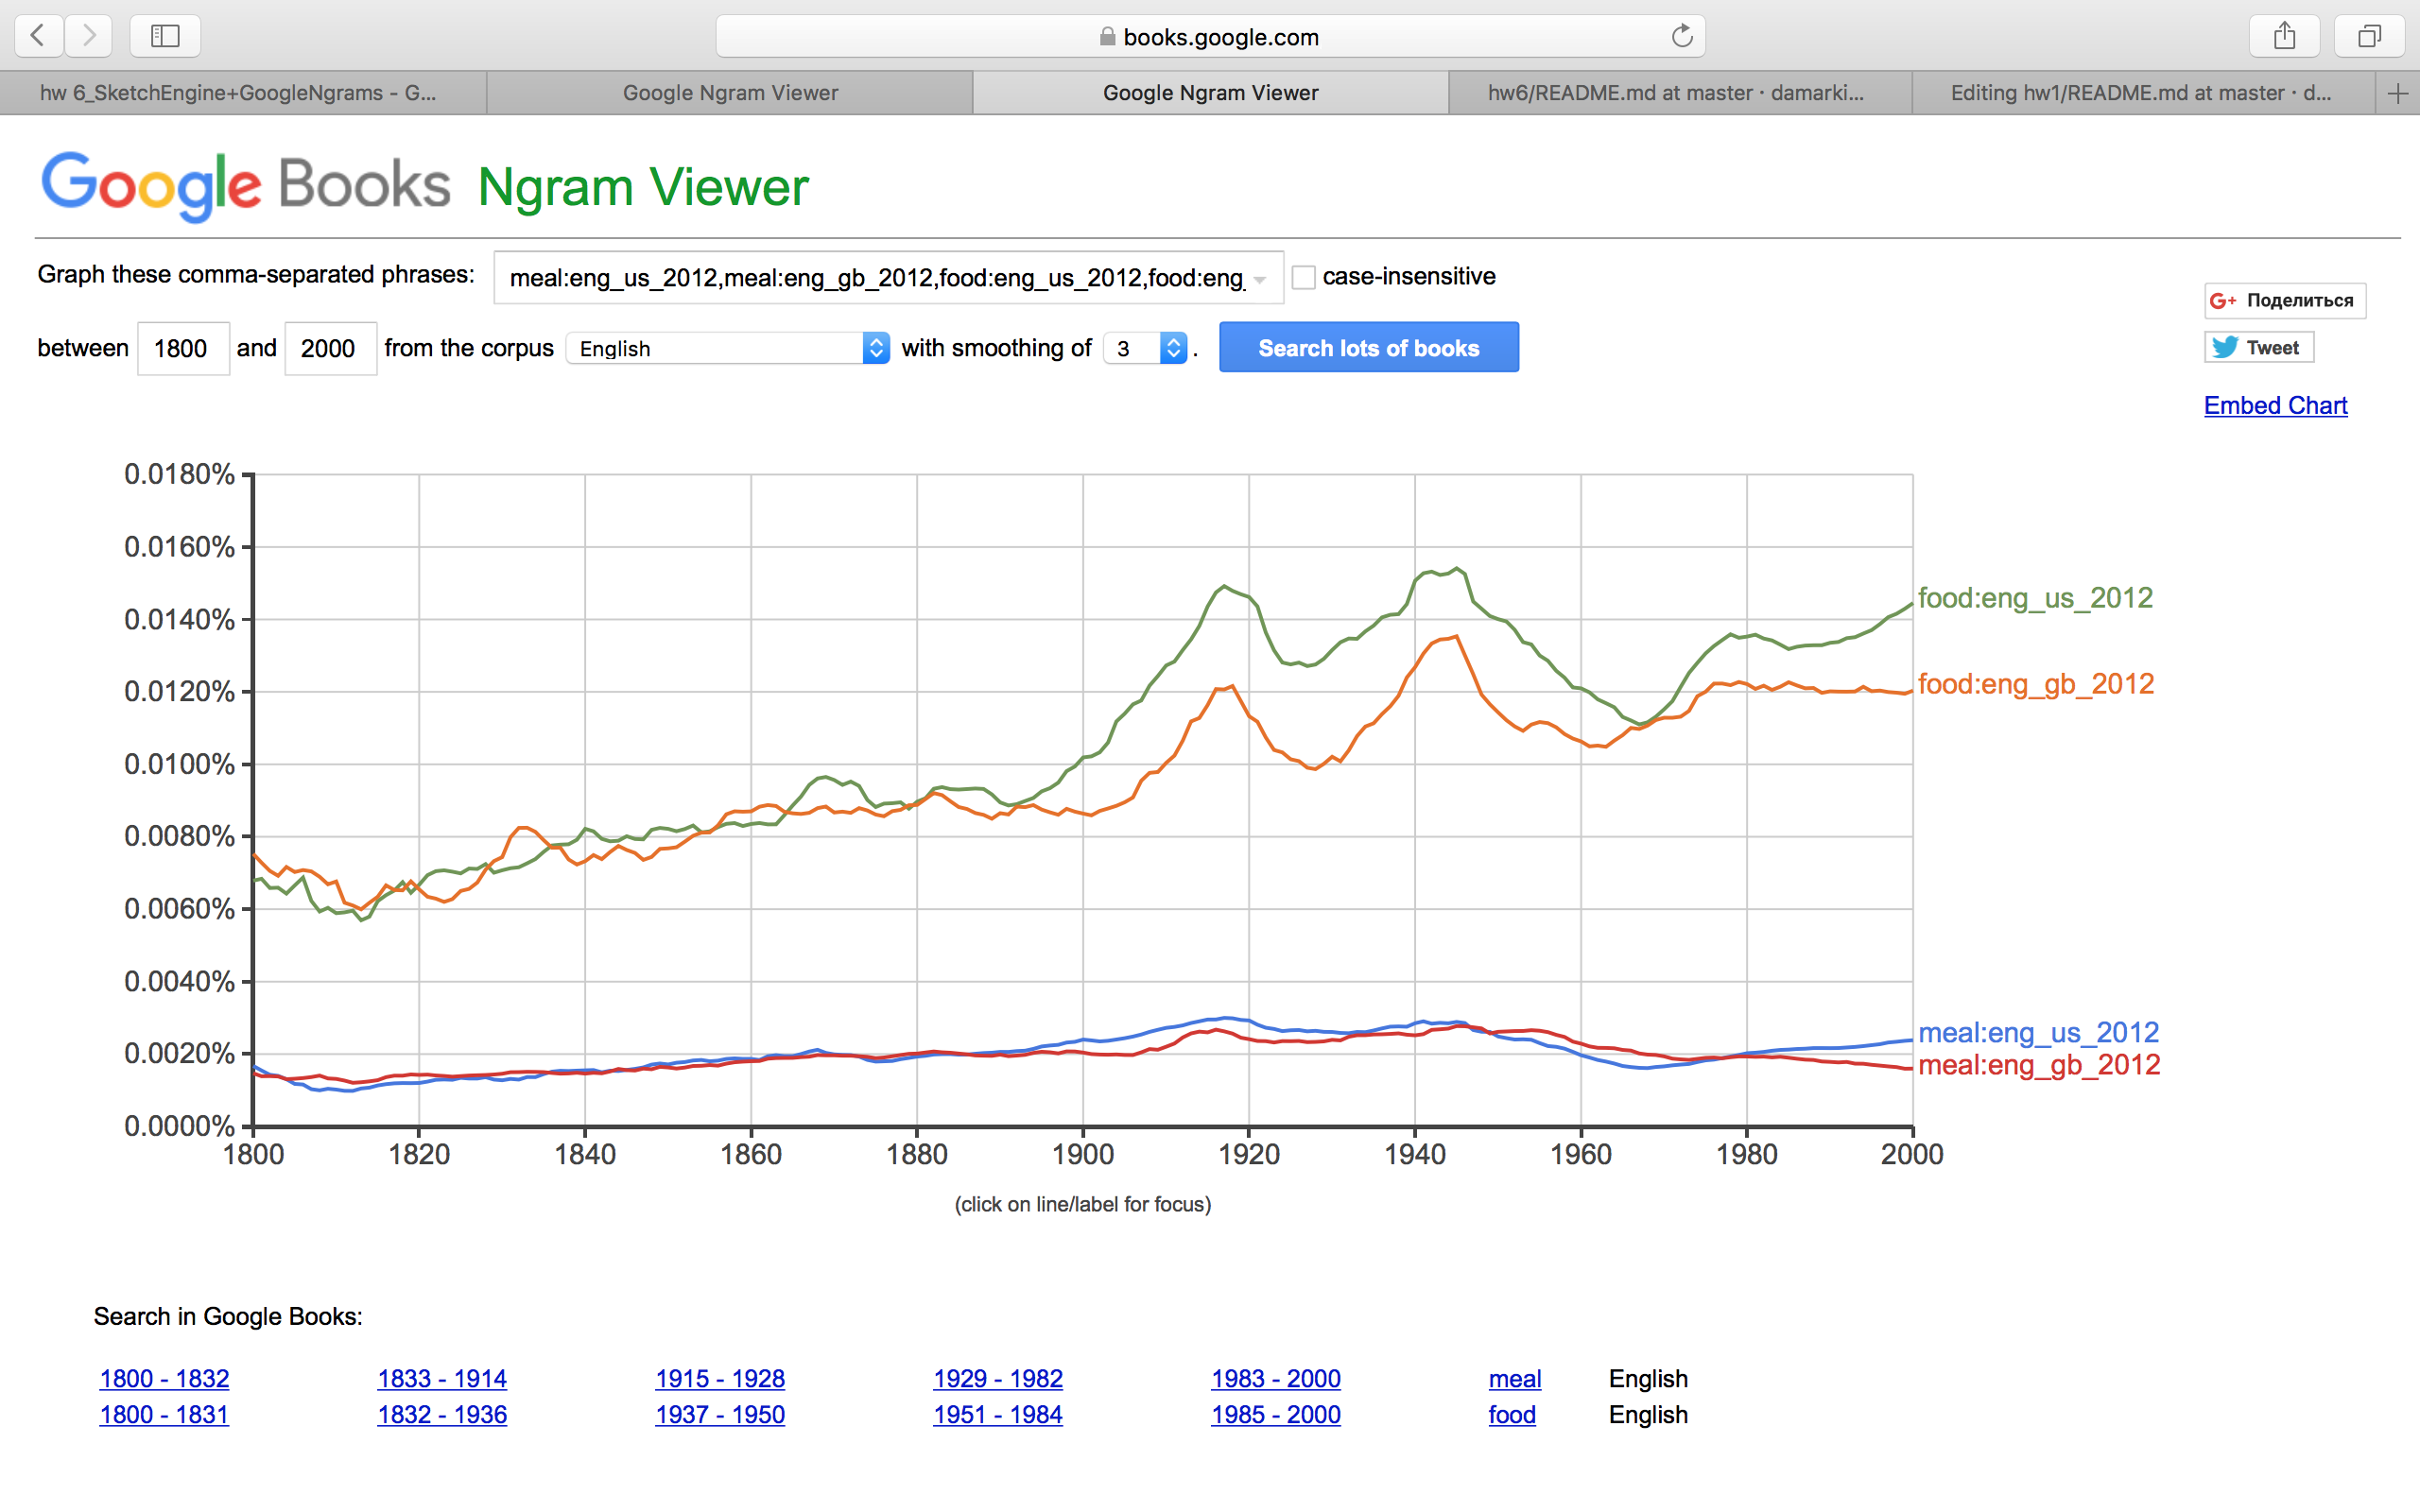 books.google.com
hw 6_SketchEngine+GoogleNgrams - G...
Google Ngram Viewer
Google Ngram Viewer
hw6/README.md at master · damarki...
Editing hw1/README.md at master · d...
Google Books Ngram Viewer
Graph these comma-separated phrases: meal:eng_us_2012,meal:eng_gb_2012,food:eng_us_2012,food:eng_ case-insensitive
between 1800 and 2000 from the corpus English with smoothing of 3 . Search lots of books
G+ Поделиться
Tweet
Embed Chart
0.0180%
0.0160%
0.0140%
0.0120%
0.0100%
0.0080%
0.0060%
0.0040%
0.0020%
0.0000%
food:eng_us_2012
food:eng_gb_2012
meal:eng_us_2012
meal:eng_gb_2012
1800 1820 1840 1860 1880 1900 1920 1940 1960 1980 2000
(click on line/label for focus)
Search in Google Books:
1800 - 1832 1833 - 1914 1915 - 1928 1929 - 1982 1983 - 2000 meal English
1800 - 1831 1832 - 1936 1937 - 1950 1951 - 1984 1985 - 2000 food English